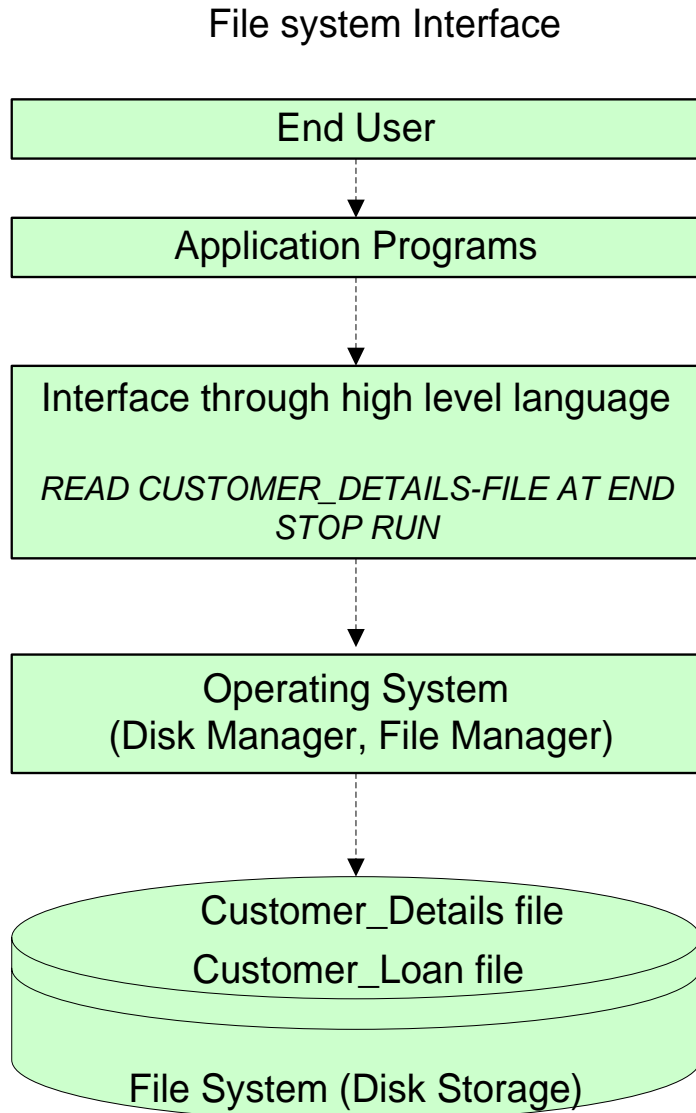 File system Interface
End User
Application Programs
Interface through high level language
READ CUSTOMER_DETAILS-FILE AT END
STOP RUN
Operating System
(Disk Manager, File Manager)
Customer_Details file
Customer_Loan file
File System (Disk Storage)